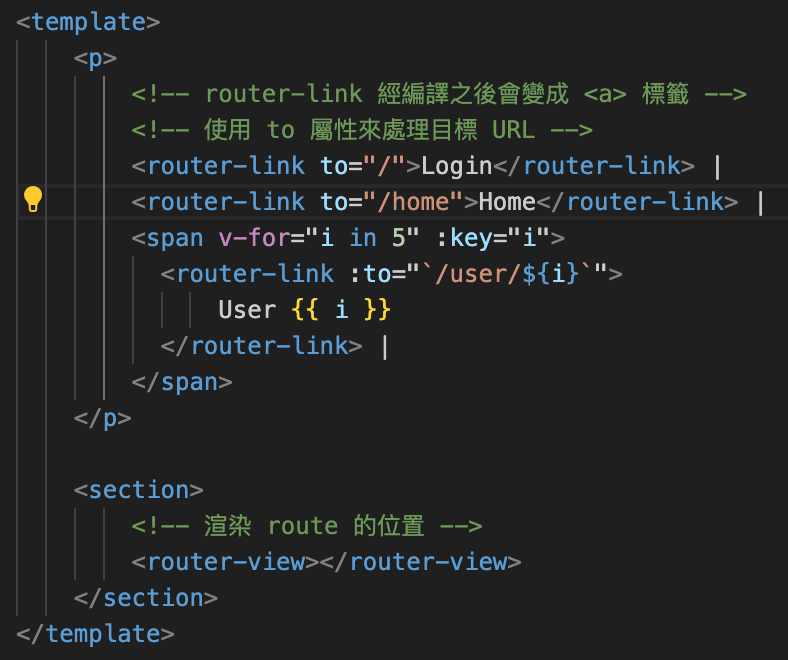 <template>
<p>
<!-- router-link 經編譯之後會變成 <a> 標籤 -->
<!-- 使用 to 屬性來處理目標 URL -->
<router-link to="/">Login</router-link> |
<router-link to="/home">Home</router-link> |
<span v-for="i in 5" :key="i">
<router-link :to="`/user/${i}`">
User {{ i }}
</router-link> |
</span>
</p>
<section>
<!-- 渲染 route 的位置 -->
<router-view></router-view>
</section>
</template>